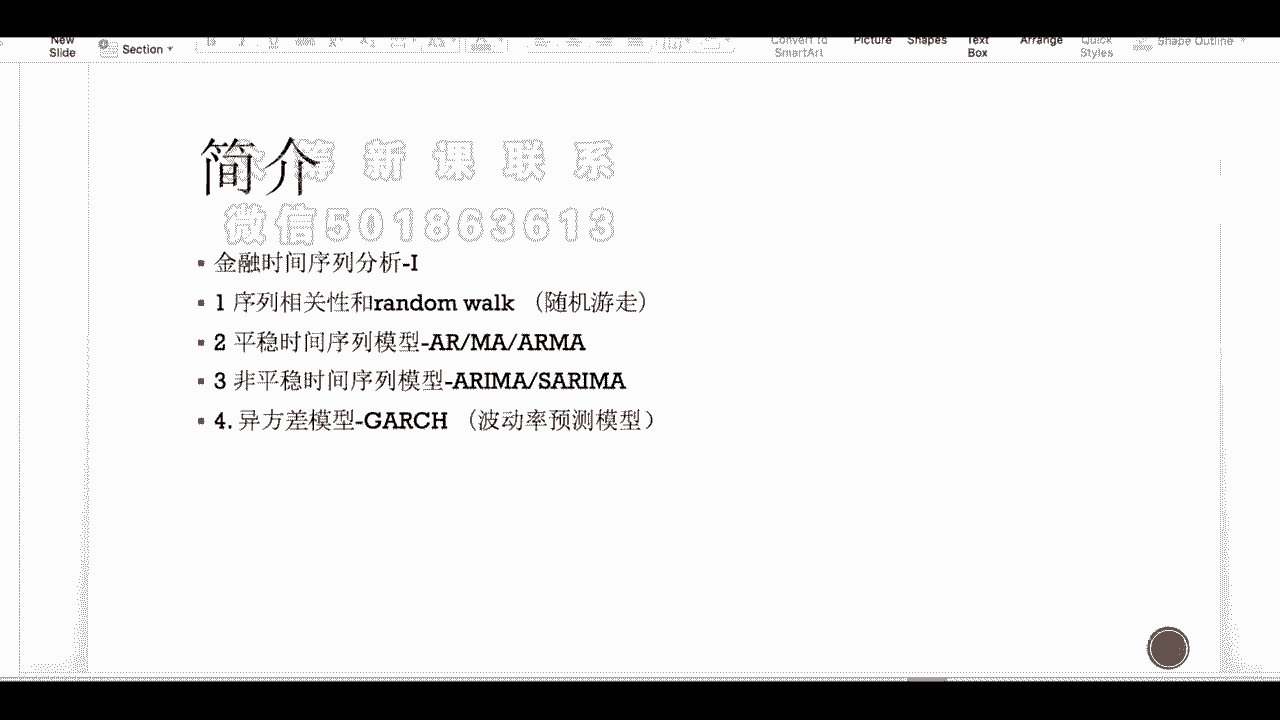 New
Slide
Section
Convert to
SmartArt
Picture
Shapes
Text
Box
Arrange
Quick
Styles
Shape Outline
简介
新课联系
微信501863613
金融时间序列分析-I
1 序列相关性和random walk （随机游走）
2 平稳时间序列模型-AR/MA/ARMA
3 非平稳时间序列模型-ARIMA/SARIMA
4. 异方差模型-GARCH （波动率预测模型）